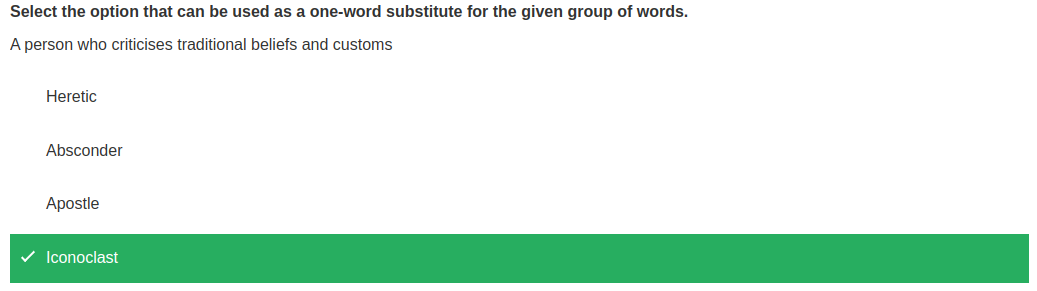 Select the option that can be used as a one-word substitute for the given group of words.
A person who criticises traditional beliefs and customs
Heretic
Absconder
Apostle
Iconoclast